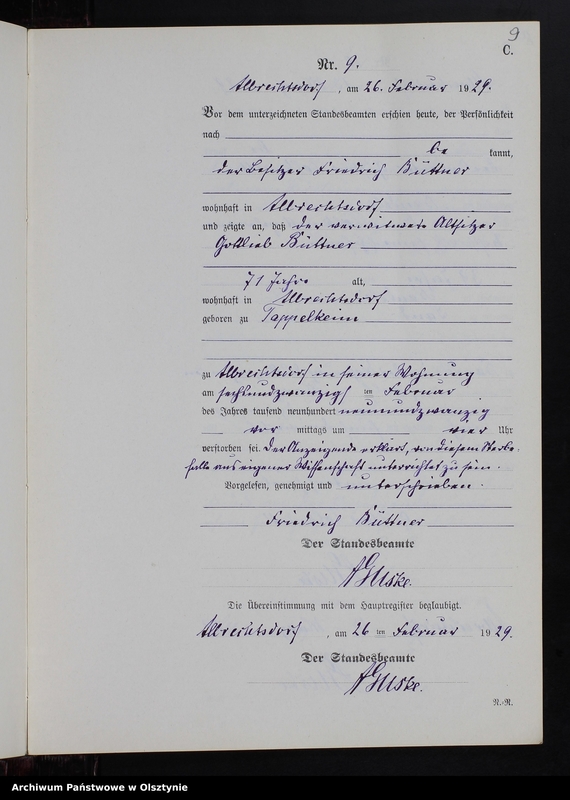 9
C.
Nr. 9.
Albrechtsdorf, am 26. Februar 1929.
Vor dem unterzeichneten Standesbeamten erschien heute, der Persönlichkeit
nach
be kannt,
der Besitzer Friedrich Büttner
wohnhaft in Albrechtsdorf
und zeigte an, daß der verwitwete Altsitzer
Gottlieb Büttner
71 Jahre alt,
wohnhaft in Albrechtsdorf
geboren zu Tappelkeim
zu Albrechtsdorf in seiner Wohnung
am sechsundzwanzigsten Februar
des Jahres tausend neunhundert neunundzwanzig
vor mittags um vier Uhr
verstorben sei. Der Anzeigende erklärt, von diesem Sterbe-
falle aus eigener Wissenschaft unterrichtet zu sein.
Vorgelesen, genehmigt und unterschrieben.
Friedrich Büttner
Der Standesbeamte
Die Übereinstimmung mit dem Hauptregister beglaubigt.
Albrechtsdorf, am 26 ten Februar 1929.
Der Standesbeamte
N.-R.
Archiwum Państwowe w Olsztynie